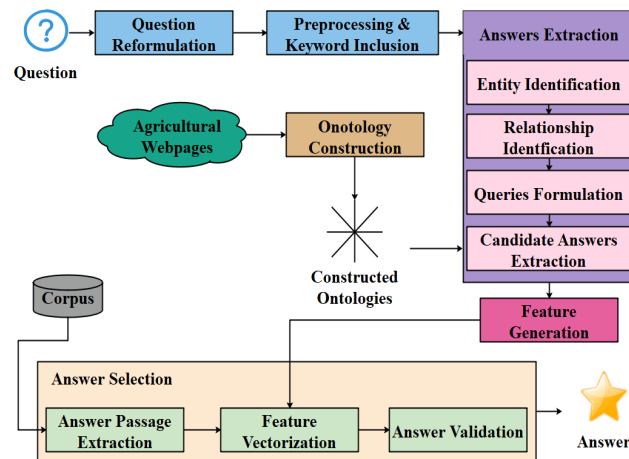 ?
Question
Question
Reformulation
Preprocessing &
Keyword Inclusion
Answers Extraction
Entity Identification
Relationship
Identfication
Queries Formulation
Candidate Answers
Extraction
Agricultural
Webpages
Onotology
Construction
Constructed
Ontologies
Corpus
Feature
Generation
Answer Selection
Answer Passage
Extraction
Feature
Vectorization
Answer Validation
Answer